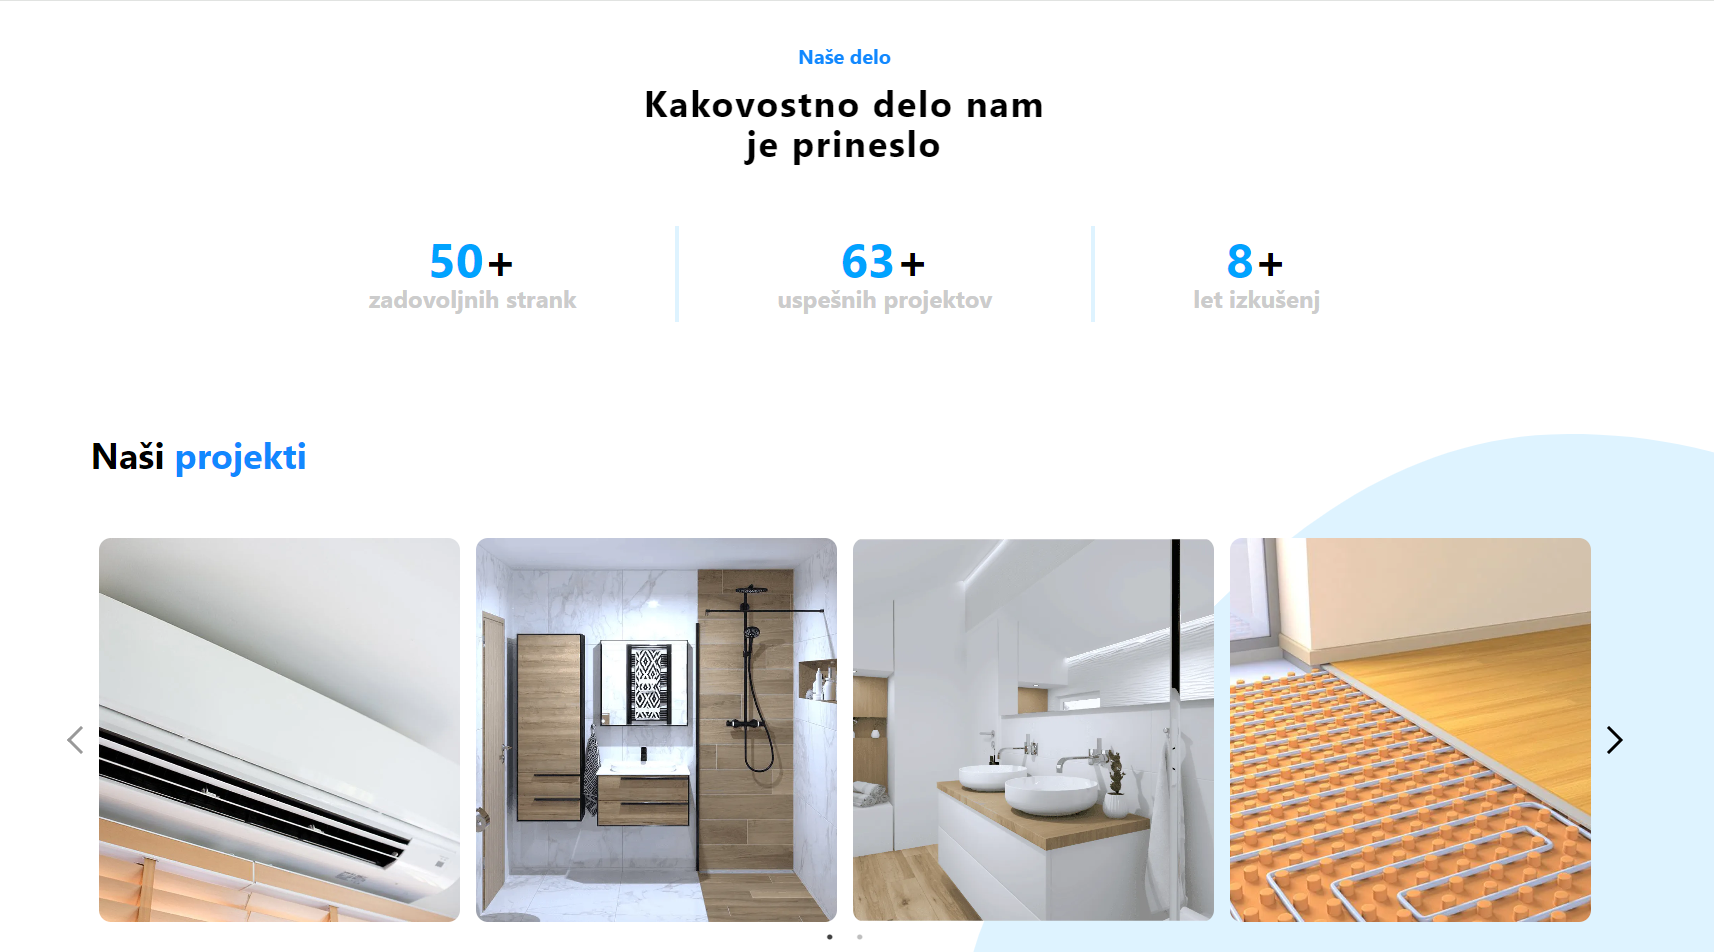 Naše delo
Kakovostno delo nam
je prineslo
50+
zadovoljnih strank
63+
uspešnih projektov
8+
let izkušenj
Naši projekti